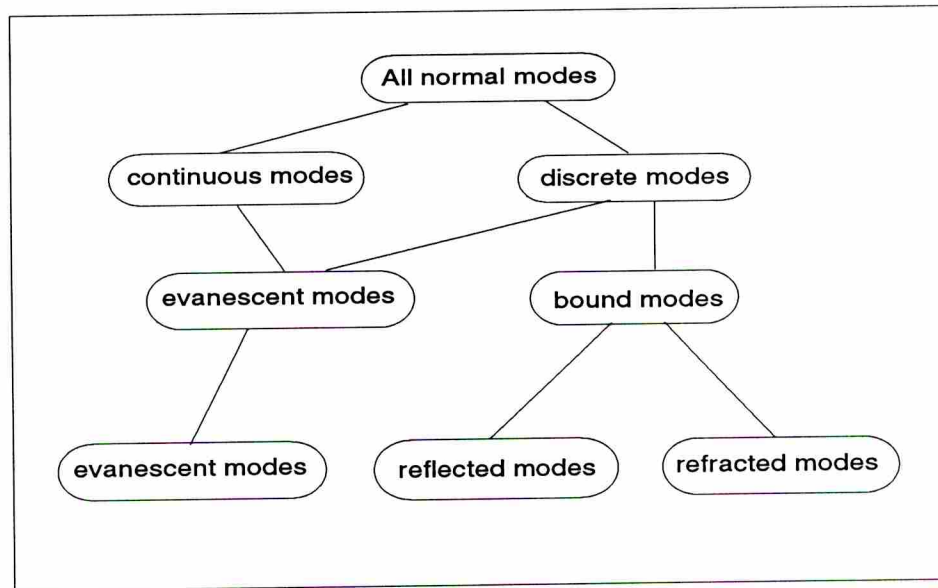 All normal modes
continuous modes
discrete modes
evanescent modes
bound modes
evanescent modes
reflected modes
refracted modes